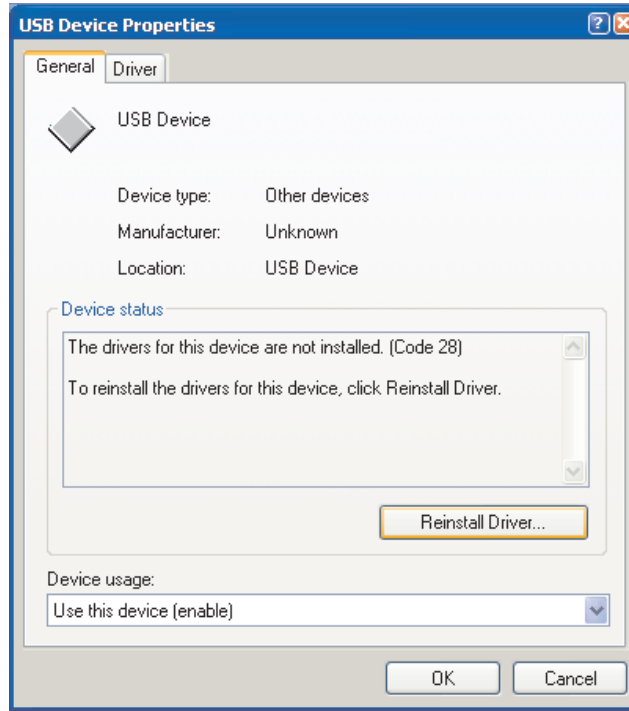 USB Device Properties
General
Driver
USB Device
Device type: Other devices
Manufacturer: Unknown
Location: USB Device
Device status
The drivers for this device are not installed. (Code 28)
To reinstall the drivers for this device, click Reinstall Driver.
Reinstall Driver...
Device usage:
Use this device (enable)
OK
Cancel